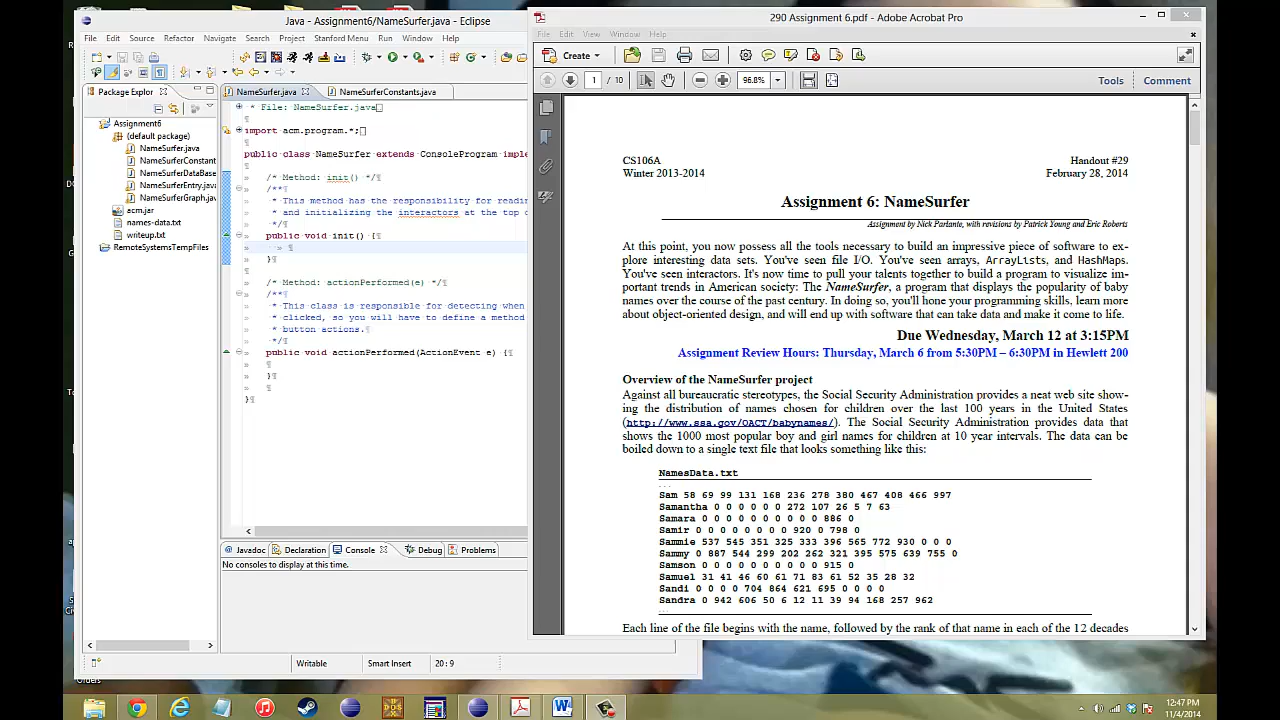 Java - Assignment6/NameSurfer.java - Eclipse
File Edit Source Refactor Navigate Search Project Stanford Menu Run Window Help
Package Explor
Assignment6
(default package)
NameSurfer.java
NameSurferConstant
NameSurferDataBase
NameSurferEntry.java
NameSurferGraph.java
acm.jar
names-data.txt
writeup.txt
RemoteSystemsTempFiles
NameSurfer.java
NameSurferConstants.java
* File: NameSurfer.java
import acm.program.*;
public class NameSurfer extends ConsoleProgram imple
/* Method: init() */
/**
* This method has the responsibility for readin
* and initializing the interactors at the top o
*/
public void init() {
}
/* Method: actionPerformed(e) */
/**
* This class is responsible for detecting when
* clicked, so you will have to define a method
* button actions.
*/
public void actionPerformed(ActionEvent e) {
}
}
Javadoc Declaration Console Debug Problems
No consoles to display at this time.
Writable Smart Insert 20 : 9
290 Assignment 6.pdf - Adobe Acrobat Pro
File Edit View Window Help
Create
1 / 10 96.8%
Tools Comment
CS106A Handout #29
Winter 2013-2014 February 28, 2014
Assignment 6: NameSurfer
Assignment by Nick Parlante, with revisions by Patrick Young and Eric Roberts
At this point, you now possess all the tools necessary to build an impressive piece of software to ex-
plore interesting data sets. You've seen file I/O. You've seen arrays, ArrayLists, and HashMaps.
You've seen interactors. It's now time to pull your talents together to build a program to visualize im-
portant trends in American society: The NameSurfer, a program that displays the popularity of baby
names over the course of the past century. In doing so, you'll hone your programming skills, learn more
about object-oriented design, and will end up with software that can take data and make it come to life.
Due Wednesday, March 12 at 3:15PM
Assignment Review Hours: Thursday, March 6 from 5:30PM – 6:30PM in Hewlett 200
Overview of the NameSurfer project
Against all bureaucratic stereotypes, the Social Security Administration provides a neat web site show-
ing the distribution of names chosen for children over the last 100 years in the United States
(http://www.ssa.gov/OACT/babynames/). The Social Security Administration provides data that
shows the 1000 most popular boy and girl names for children at 10 year intervals. The data can be
boiled down to a single text file that looks something like this:
NamesData.txt
...
Sam 58 69 99 131 168 236 278 380 467 408 466 997
Samantha 0 0 0 0 0 0 272 107 26 5 7 63
Samara 0 0 0 0 0 0 0 0 0 0 886 0
Samir 0 0 0 0 0 0 0 0 920 0 798 0
Sammie 537 545 351 325 333 396 565 772 930 0 0 0
Sammy 0 887 544 299 202 262 321 395 575 639 755 0
Samson 0 0 0 0 0 0 0 0 0 0 915 0
Samuel 31 41 46 60 61 71 83 61 52 35 28 32
Sandi 0 0 0 0 704 864 621 695 0 0 0 0
Sandra 0 942 606 50 6 12 11 39 94 168 257 962
...
Each line of the file begins with the name, followed by the rank of that name in each of the 12 decades
12:47 PM
11/4/2014